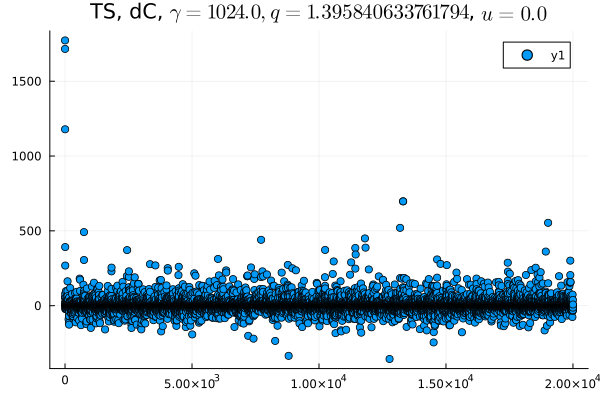 TS, dC, γ = 1024.0, q = 1.395840633761794, u = 0.0
y1
1500
1000
500
0
0 5.00×10³ 1.00×10⁴ 1.50×10⁴ 2.00×10⁴